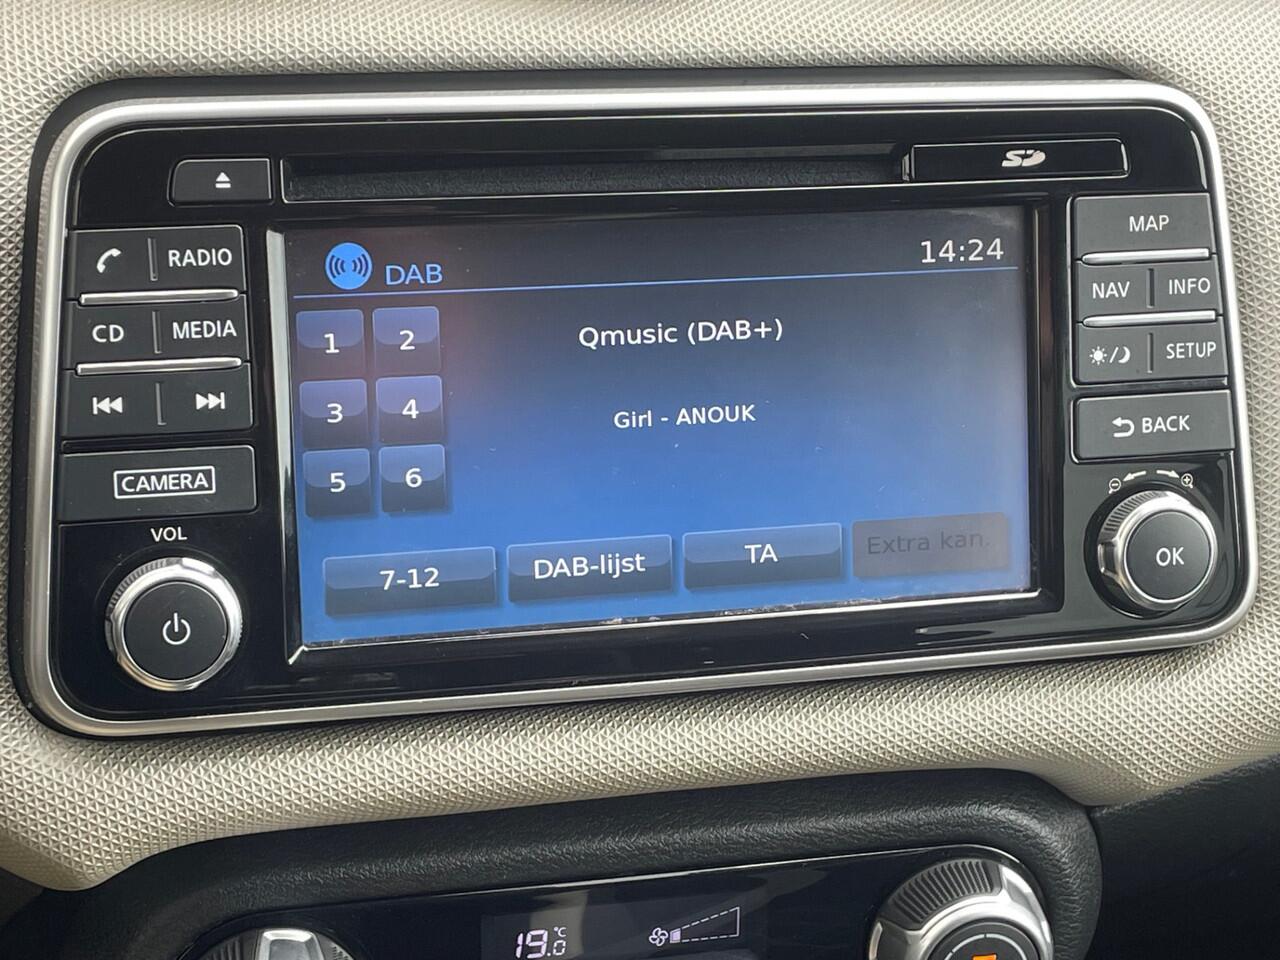 SD
RADIO
CD
MEDIA
CAMERA
VOL
DAB
14:24
1
2
3
4
5
6
Qmusic (DAB+)
Girl - ANOUK
7-12
DAB-lijst
TA
Extra kan.
MAP
NAV
INFO
SETUP
BACK
OK
19.0 °C